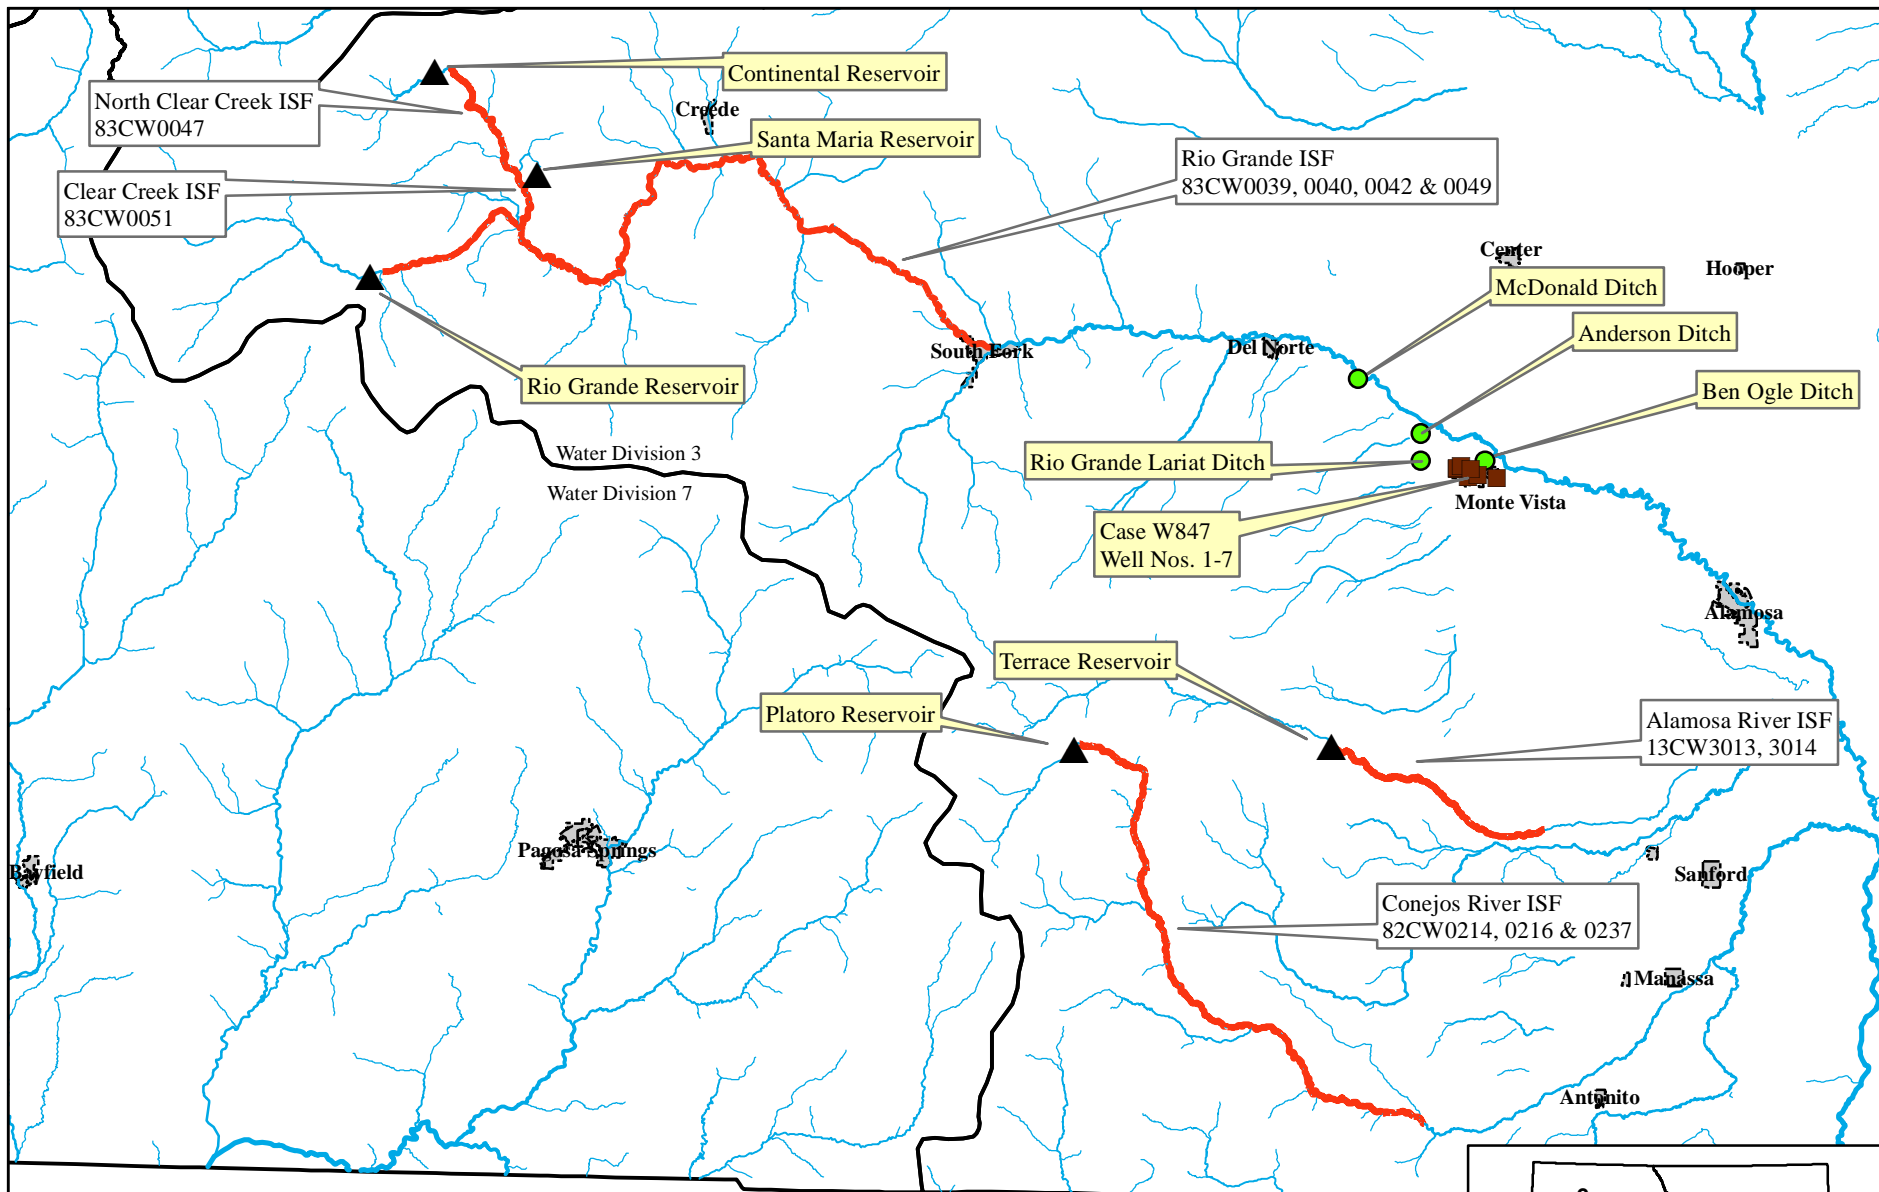 Continental Reservoir
North Clear Creek ISF
83CW0047
Creede
Santa Maria Reservoir
Rio Grande ISF
83CW0039, 0040, 0042 & 0049
Clear Creek ISF
83CW0051
Center
Hooper
McDonald Ditch
Anderson Ditch
South Fork
Del Norte
Rio Grande Reservoir
Ben Ogle Ditch
Water Division 3
Rio Grande Lariat Ditch
Water Division 7
Monte Vista
Case W847
Well Nos. 1-7
Alamosa
Terrace Reservoir
Platoro Reservoir
Alamosa River ISF
13CW3013, 3014
Pagosa Springs
Bayfield
Sanford
Conejos River ISF
82CW0214, 0216 & 0237
Manassa
Antonito